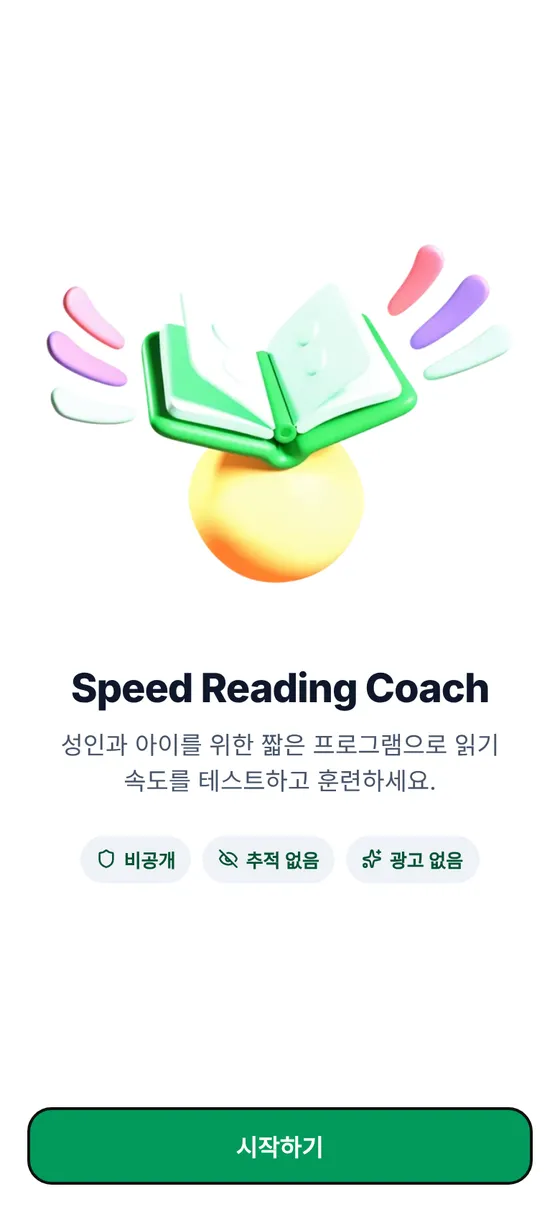 Speed Reading Coach
성인과 아이를 위한 짧은 프로그램으로 읽기
속도를 테스트하고 훈련하세요.
비공개
추적 없음
광고 없음
시작하기